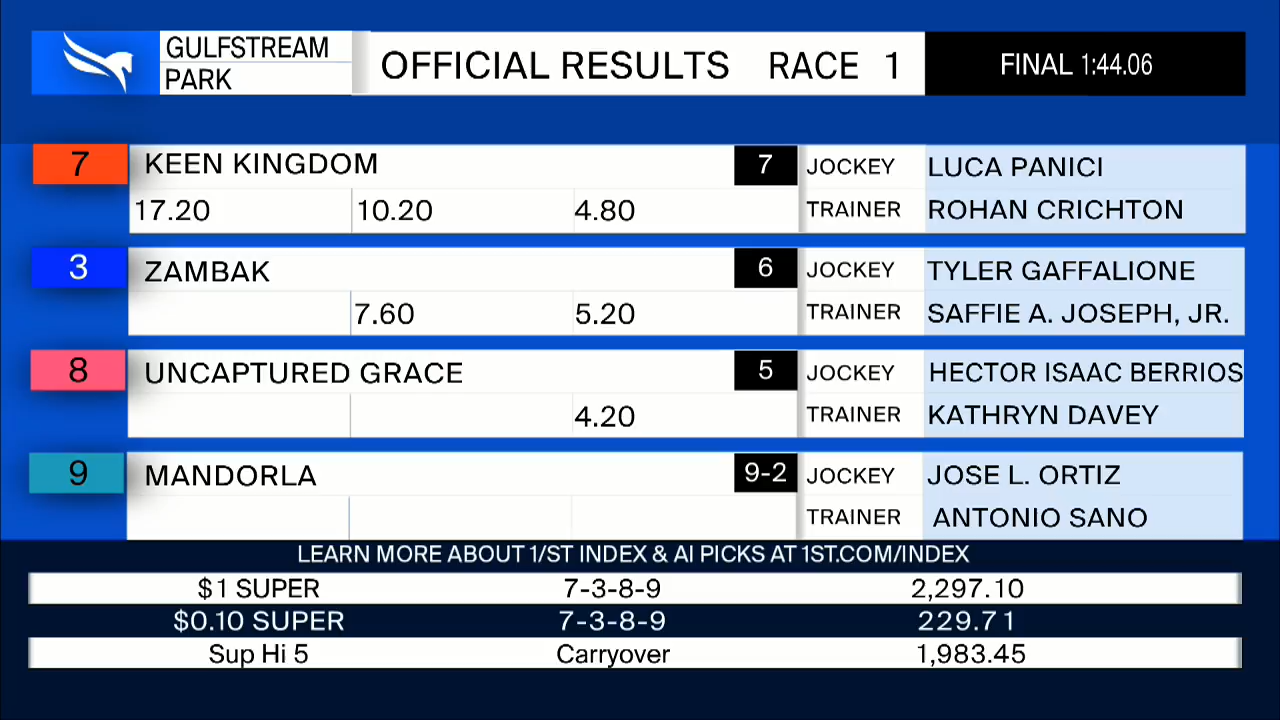 GULFSTREAM
PARK
OFFICIAL RESULTS RACE 1
FINAL 1:44.06
7 KEEN KINGDOM 7 JOCKEY LUCA PANICI
17.20 10.20 4.80 TRAINER ROHAN CRICHTON
3 ZAMBAK 6 JOCKEY TYLER GAFFALIONE
7.60 5.20 TRAINER SAFFIE A. JOSEPH, JR.
8 UNCAPTURED GRACE 5 JOCKEY HECTOR ISAAC BERRIOS
4.20 TRAINER KATHRYN DAVEY
9 MANDORLA 9-2 JOCKEY JOSE L. ORTIZ
TRAINER ANTONIO SANO
LEARN MORE ABOUT 1/ST INDEX & AI PICKS AT 1ST.COM/INDEX
$1 SUPER 7-3-8-9 2,297.10
$0.10 SUPER 7-3-8-9 229.71
Sup Hi 5 Carryover 1,983.45